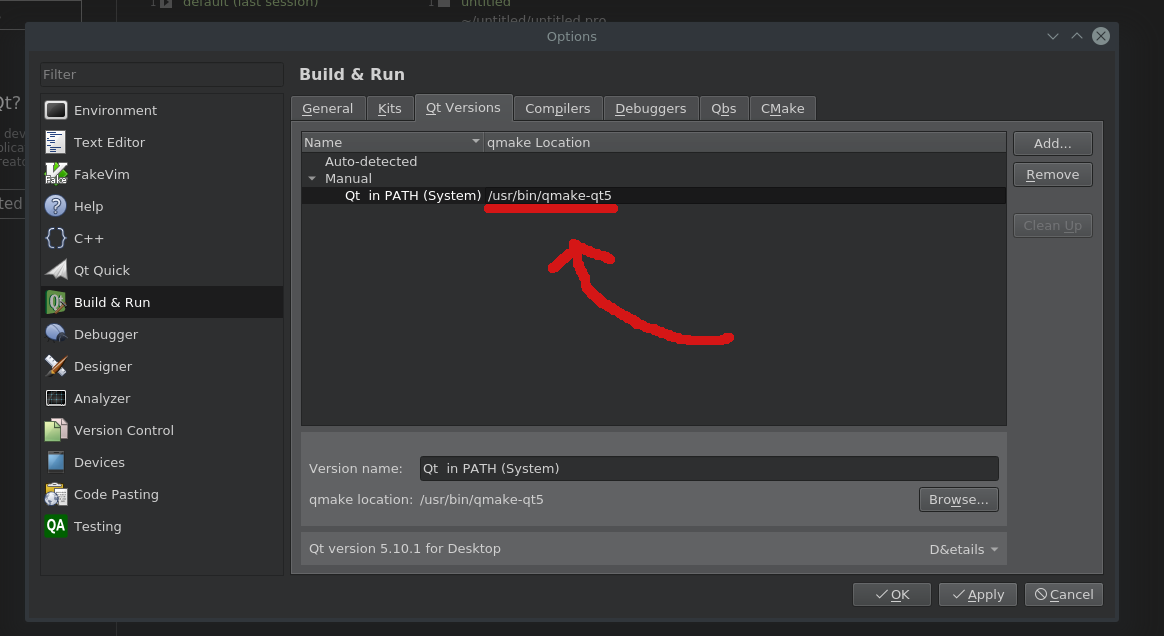 1 default (last session)
1 untitled
~/untitled/untitled.pro
Options
Qt?
Filter
Environment
Text Editor
FakeVim
Help
C++
Qt Quick
Build & Run
Debugger
Designer
Analyzer
Version Control
Devices
Code Pasting
QA Testing
Build & Run
General Kits Qt Versions Compilers Debuggers Qbs CMake
Name qmake Location
Auto-detected
Manual
Qt  in PATH (System) /usr/bin/qmake-qt5
Add...
Remove
Clean Up
Version name: Qt  in PATH (System)
qmake location: /usr/bin/qmake-qt5 Browse...
Qt version 5.10.1 for Desktop D&etails
OK Apply Cancel